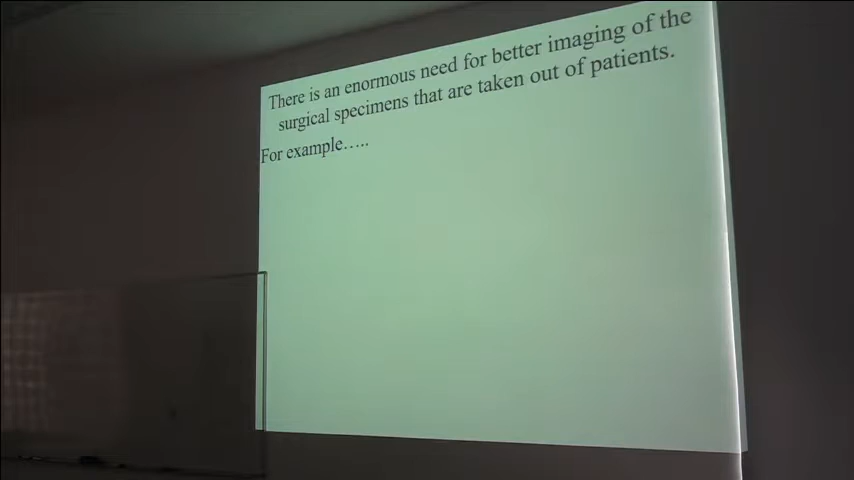 There is an enormous need for better imaging of the
surgical specimens that are taken out of patients.
For example…..